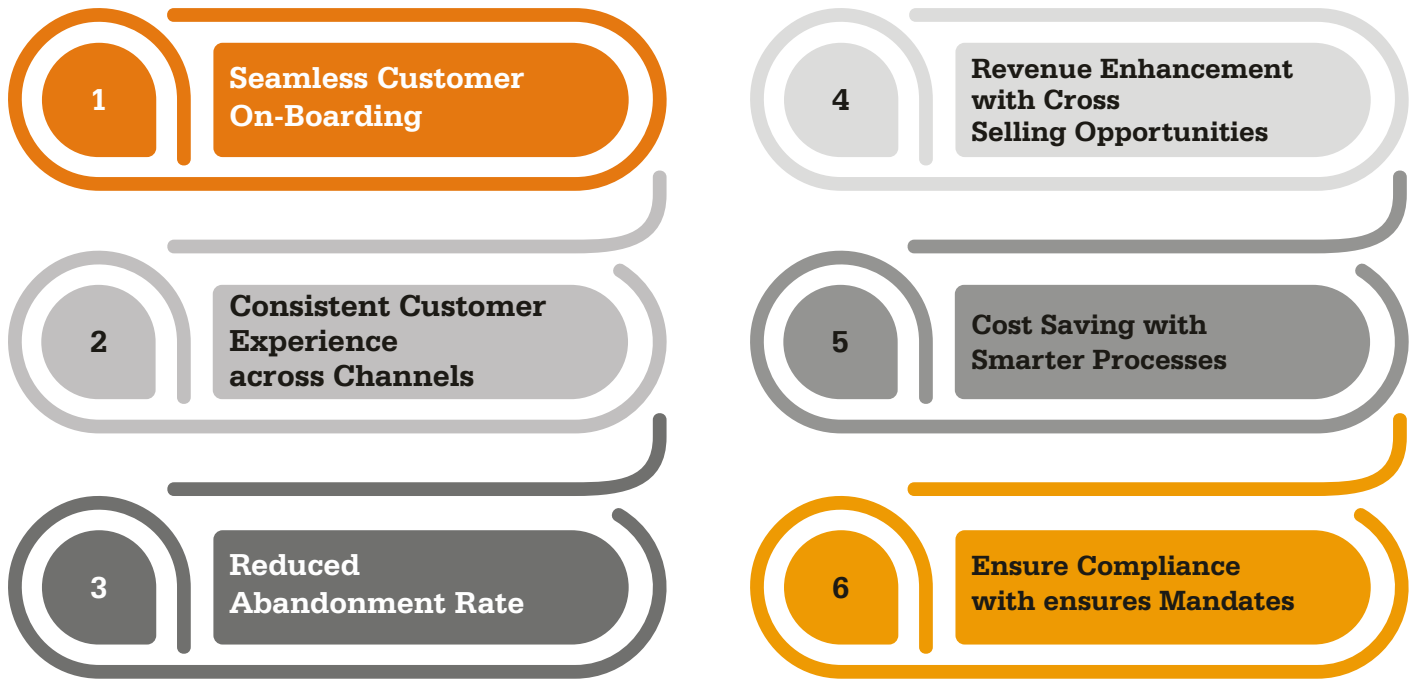 1
Seamless Customer
On-Boarding
2
Consistent Customer
Experience
across Channels
3
Reduced
Abandonment Rate
4
Revenue Enhancement
with Cross
Selling Opportunities
5
Cost Saving with
Smarter Processes
6
Ensure Compliance
with ensures Mandates